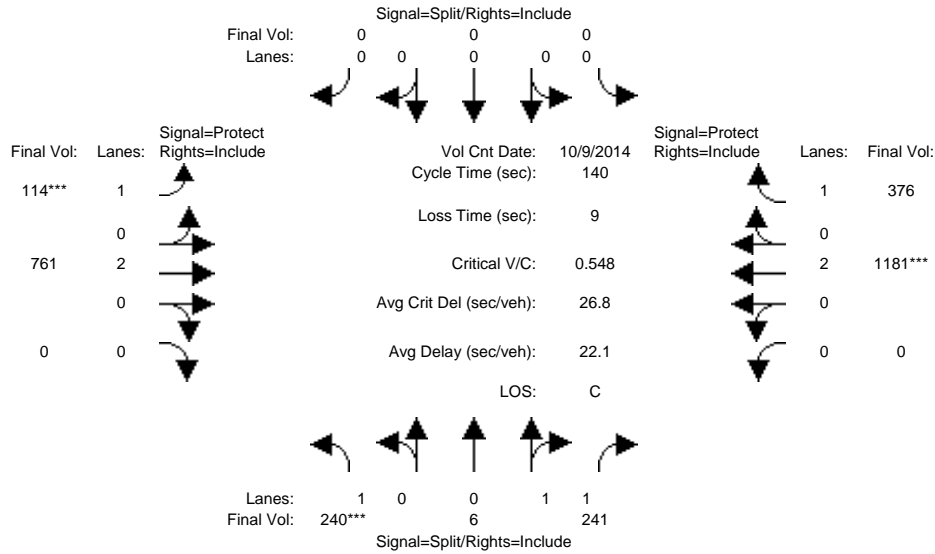 Signal=Split/Rights=Include
Final Vol: 0 0 0
Lanes: 0 0 0 0 0
Signal=Protect Signal=Protect
Final Vol: Lanes: Rights=Include Vol Cnt Date: 10/9/2014 Rights=Include Lanes: Final Vol:
Cycle Time (sec): 140
114*** 1 1 376
Loss Time (sec): 9
0 0
761 2 Critical V/C: 0.548 2 1181***
0 Avg Crit Del (sec/veh): 26.8 0
0 0 Avg Delay (sec/veh): 22.1 0 0
LOS: C
Lanes: 1 0 0 1 1
Final Vol: 240*** 6 241
Signal=Split/Rights=Include